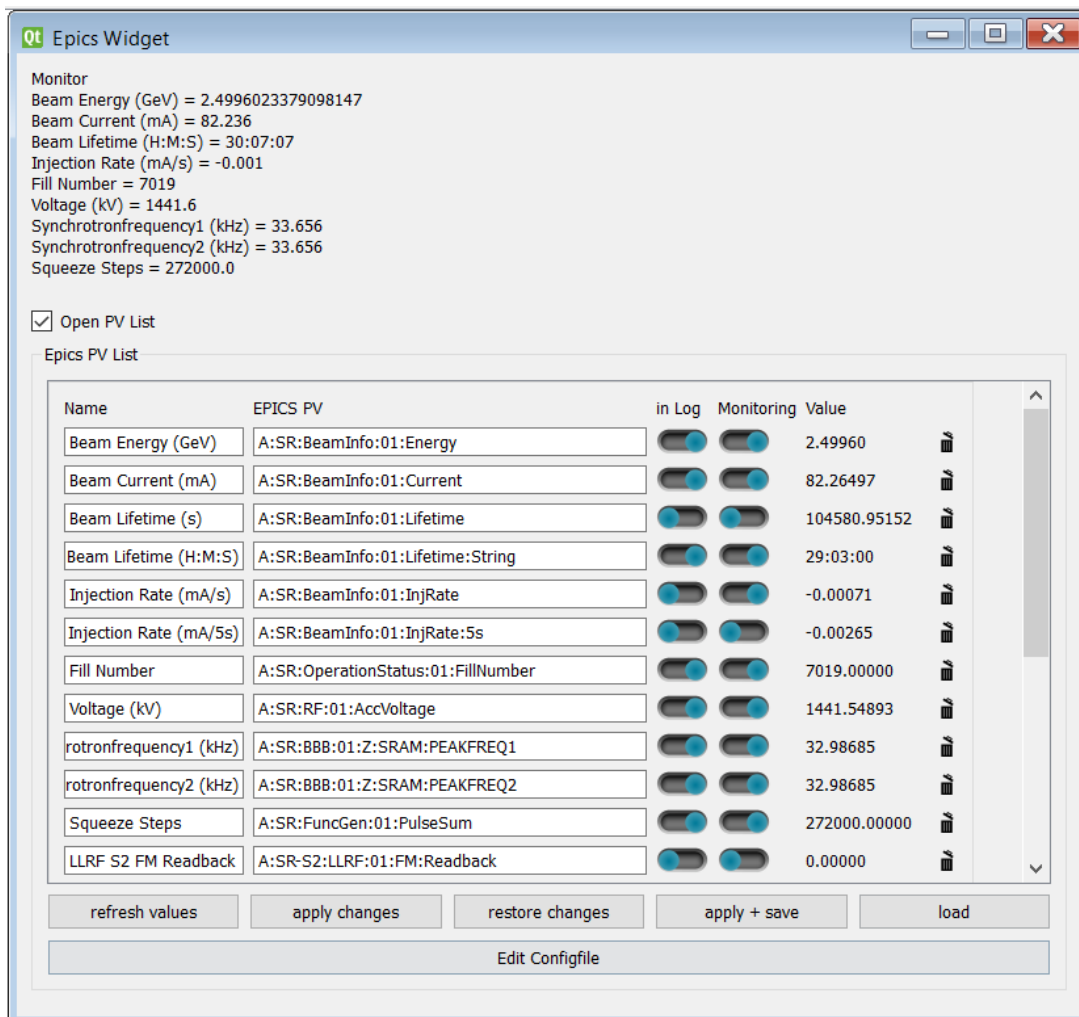 Qt Epics Widget
Monitor
Beam Energy (GeV) = 2.4996023379098147
Beam Current (mA) = 82.236
Beam Lifetime (H:M:S) = 30:07:07
Injection Rate (mA/s) = -0.001
Fill Number = 7019
Voltage (kV) = 1441.6
Synchrotronfrequency1 (kHz) = 33.656
Synchrotronfrequency2 (kHz) = 33.656
Squeeze Steps = 272000.0
Open PV List
Epics PV List
Name EPICS PV in Log Monitoring Value
Beam Energy (GeV) A:SR:BeamInfo:01:Energy 2.49960
Beam Current (mA) A:SR:BeamInfo:01:Current 82.26497
Beam Lifetime (s) A:SR:BeamInfo:01:Lifetime 104580.95152
Beam Lifetime (H:M:S) A:SR:BeamInfo:01:Lifetime:String 29:03:00
Injection Rate (mA/s) A:SR:BeamInfo:01:InjRate -0.00071
Injection Rate (mA/5s) A:SR:BeamInfo:01:InjRate:5s -0.00265
Fill Number A:SR:OperationStatus:01:FillNumber 7019.00000
Voltage (kV) A:SR:RF:01:AccVoltage 1441.54893
rotronfrequency1 (kHz) A:SR:BBB:01:Z:SRAM:PEAKFREQ1 32.98685
rotronfrequency2 (kHz) A:SR:BBB:01:Z:SRAM:PEAKFREQ2 32.98685
Squeeze Steps A:SR:FuncGen:01:PulseSum 272000.00000
LLRF S2 FM Readback A:SR-S2:LLRF:01:FM:Readback 0.00000
refresh values apply changes restore changes apply + save load
Edit Configfile